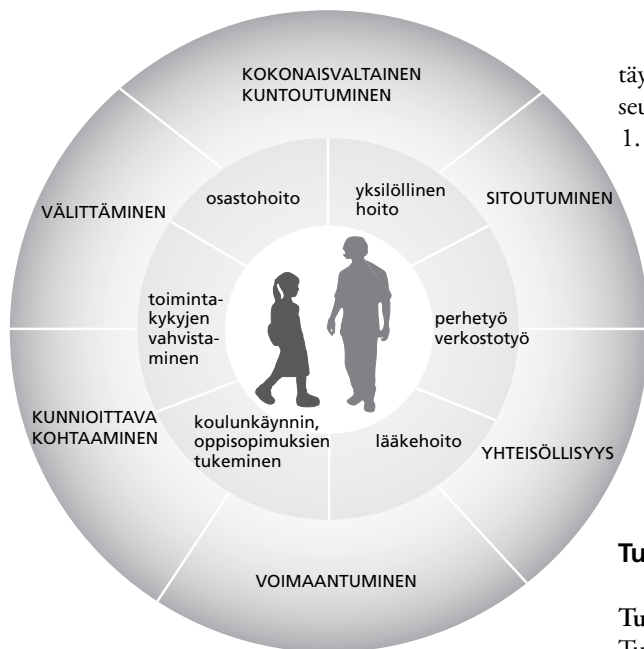 KOKONAISVALTAINEN
KUNTOUTUMINEN
VÄLITTÄMINEN
SITOUTUMINEN
osastohoito
yksilöllinen
hoito
toiminta-
kykyjen
vahvista-
minen
perhetyö
verkostotyö
KUNNIOITTAVA
KOHTAAMINEN
koulunkäynnin,
oppisopimuksien
tukeminen
lääkehoito
YHTEISÖLLISYYS
VOIMAANTUMINEN
täy
seu
1.
Tu
Tu